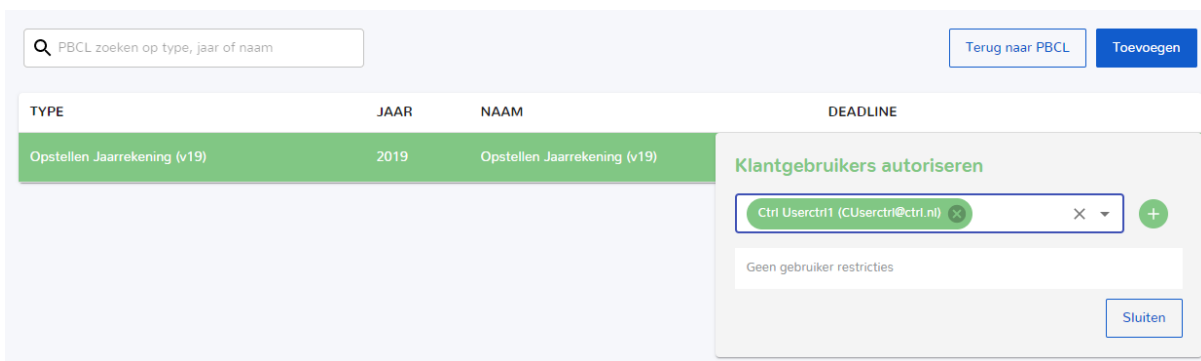 PBCL zoeken op type, jaar of naam
Terug naar PBCL
Toevoegen
TYPE JAAR NAAM DEADLINE
Opstellen Jaarrekening (v19) 2019 Opstellen Jaarrekening (v19)
Klantgebruikers autoriseren
Ctrl Userctrl1 (CUserctrl@ctrl.nl)
Geen gebruiker restricties
Sluiten